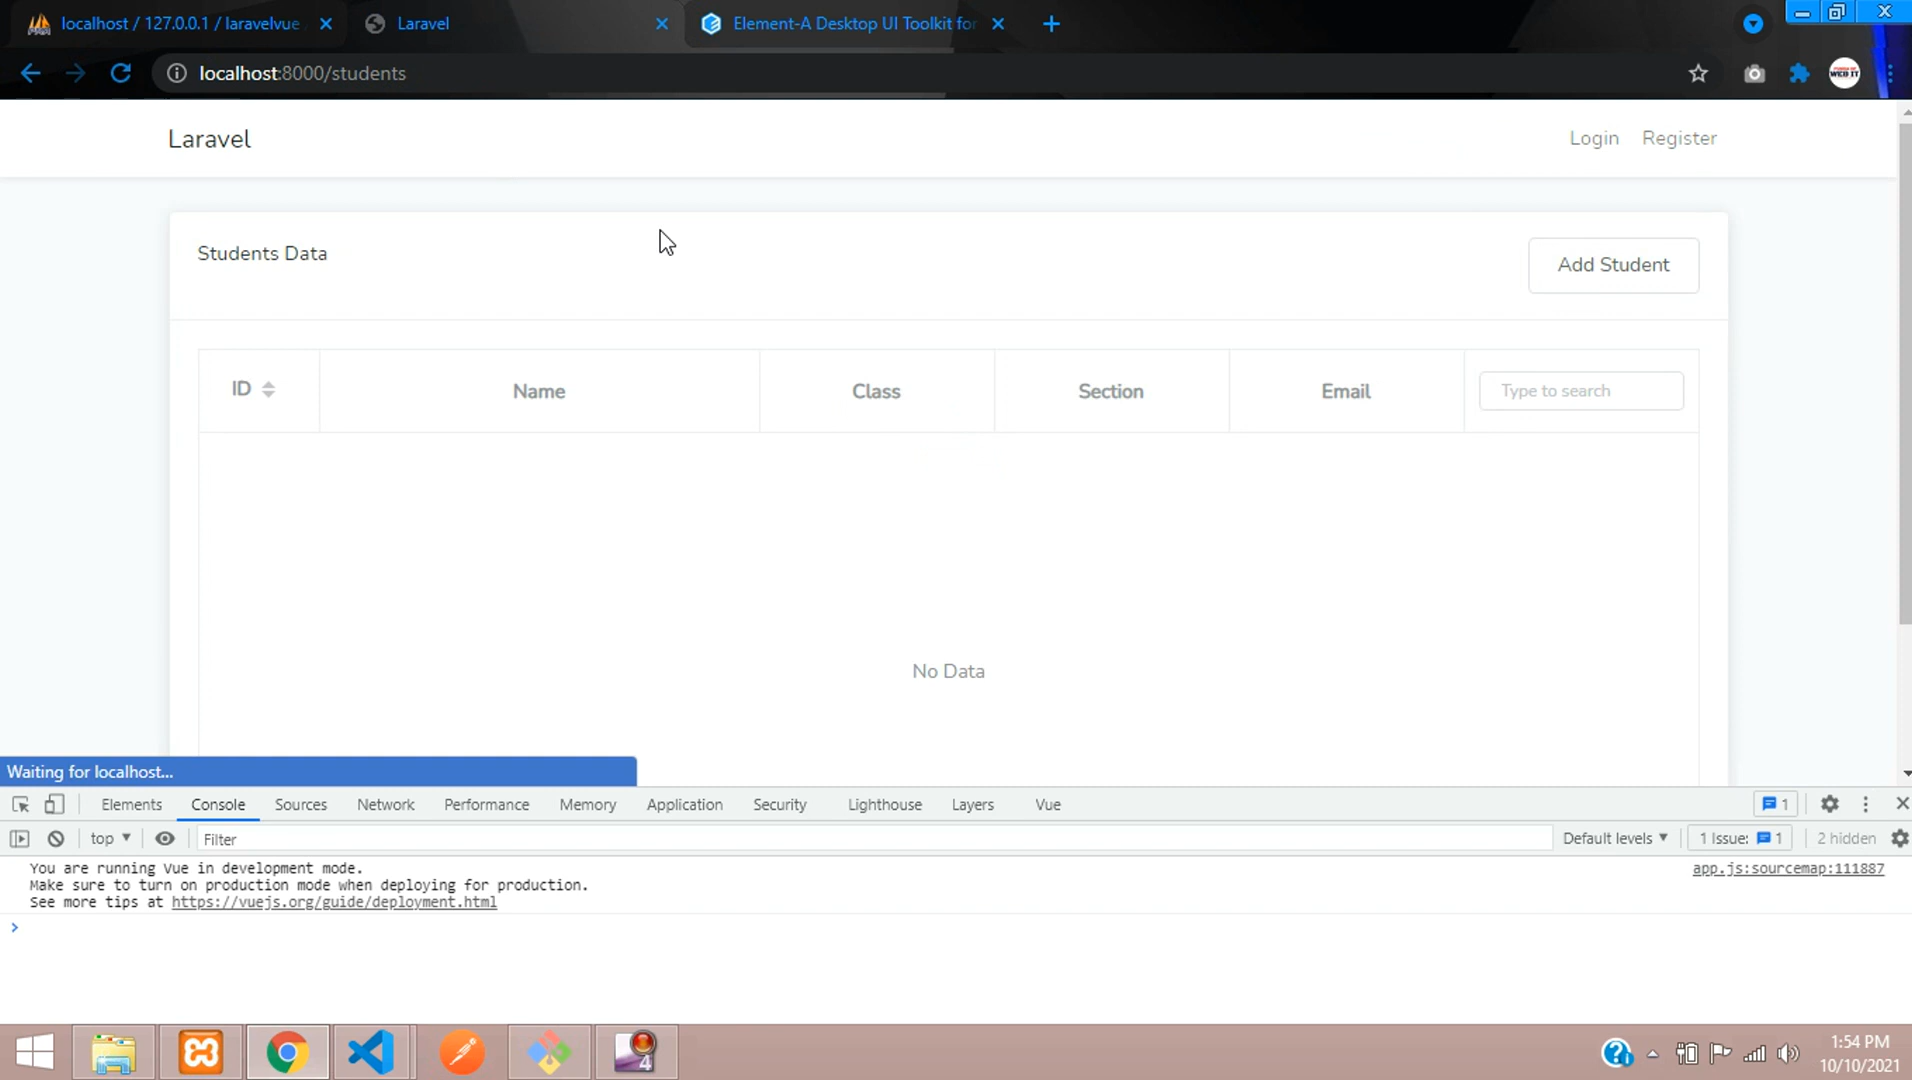 localhost / 127.0.0.1 / laravelvue
Laravel
Element-A Desktop UI Toolkit for
localhost:8000/students
WEB IT
Laravel
Login
Register
Students Data
Add Student
ID
Name
Class
Section
Email
Type to search
No Data
Waiting for localhost...
Elements
Console
Sources
Network
Performance
Memory
Application
Security
Lighthouse
Layers
Vue
1
top
Filter
Default levels
1 Issue:
1
2 hidden
You are running Vue in development mode.
app.js:sourcemap:111887
Make sure to turn on production mode when deploying for production.
See more tips at https://vuejs.org/guide/deployment.html
4
1:54 PM
10/10/2021